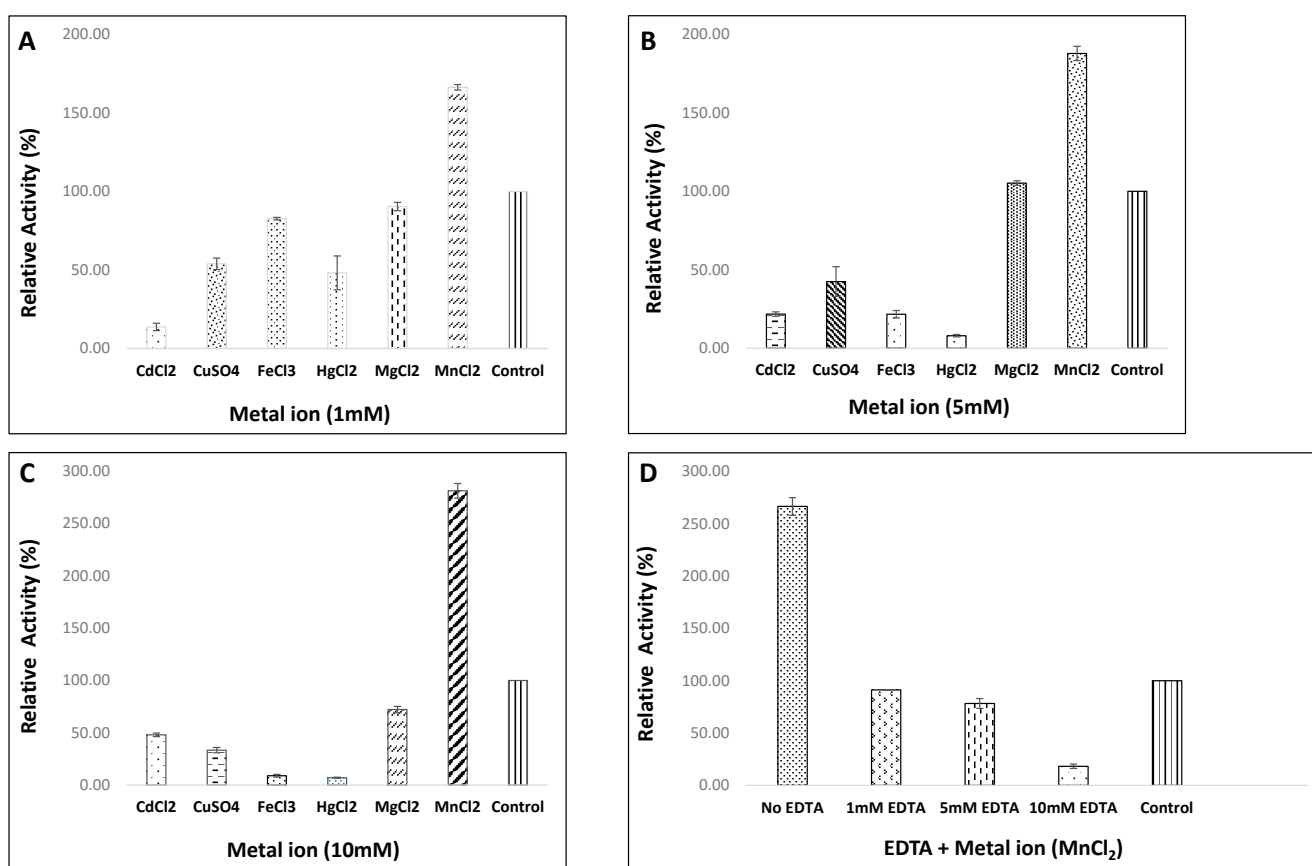 A
200.00
150.00
100.00
50.00
0.00
Relative Activity (%)
CdCl2 CuSO4 FeCl3 HgCl2 MgCl2 MnCl2 Control
Metal ion (1mM)
B
200.00
150.00
100.00
50.00
0.00
Relative Activity (%)
CdCl2 CuSO4 FeCl3 HgCl2 MgCl2 MnCl2 Control
Metal ion (5mM)
C
300.00
250.00
200.00
150.00
100.00
50.00
0.00
Relative Activity (%)
CdCl2 CuSO4 FeCl3 HgCl2 MgCl2 MnCl2 Control
Metal ion (10mM)
D
300.00
250.00
200.00
150.00
100.00
50.00
0.00
Relative Activity (%)
No EDTA 1mM EDTA 5mM EDTA 10mM EDTA Control
EDTA + Metal ion (MnCl₂)